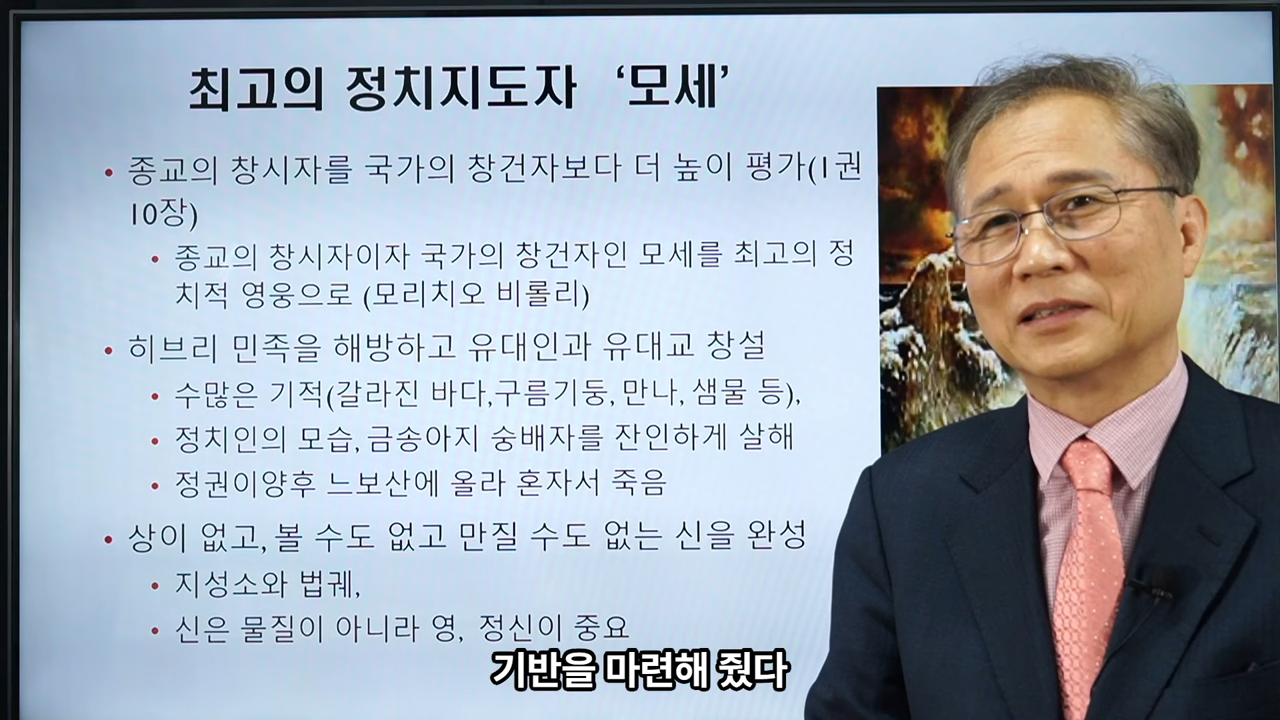 최고의 정치지도자 ‘모세’
• 종교의 창시자를 국가의 창건자보다 더 높이 평가(1권
10장)
• 종교의 창시자이자 국가의 창건자인 모세를 최고의 정
치적 영웅으로 (모리치오 비롤리)
• 히브리 민족을 해방하고 유대인과 유대교 창설
• 수많은 기적(갈라진 바다,구름기둥, 만나, 샘물 등),
• 정치인의 모습, 금송아지 숭배자를 잔인하게 살해
• 정권이양후 느보산에 올라 혼자서 죽음
• 상이 없고, 볼 수도 없고 만질 수도 없는 신을 완성
• 지성소와 법궤,
• 신은 물질이 아니라 영, 정신이 중요
기반을 마련해 줬다